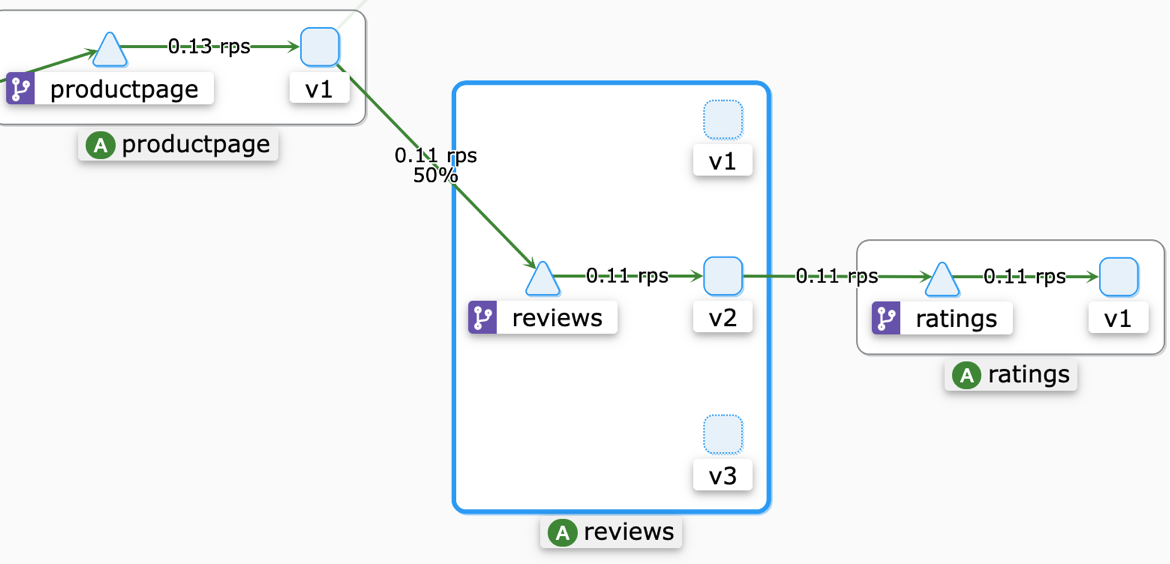 0.13 rps
productpage
v1
A productpage
0.11 rps
50%
v1
0.11 rps
reviews
v2
v3
A reviews
0.11 rps
0.11 rps
ratings
v1
A ratings